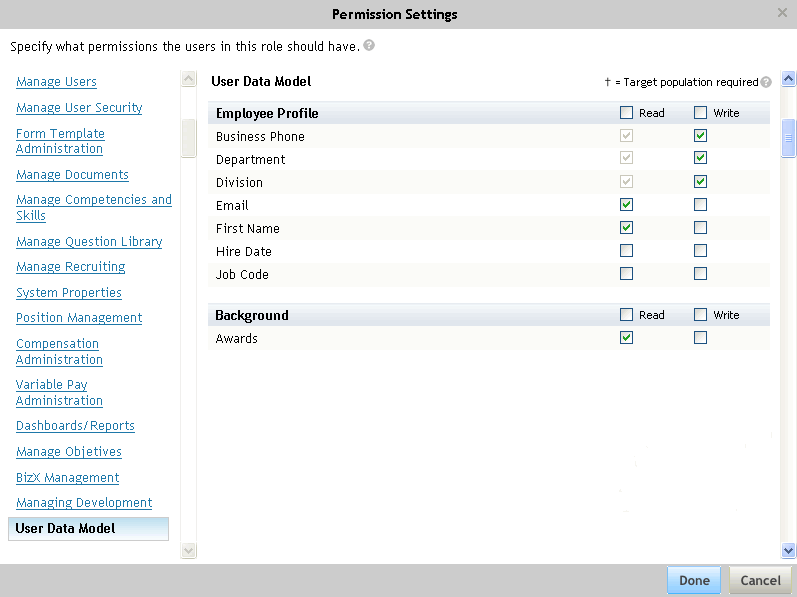 Permission Settings
Specify what permissions the users in this role should have. ?
Manage Users
Manage User Security
Form Template
Administration
Manage Documents
Manage Competencies and
Skills
Manage Question Library
Manage Recruiting
System Properties
Position Management
Compensation
Administration
Variable Pay
Administration
Dashboards/Reports
Manage Objetives
BizX Management
Managing Development
User Data Model
User Data Model † = Target population required ?
Employee Profile Read Write
Business Phone
Department
Division
Email
First Name
Hire Date
Job Code
Background Read Write
Awards
Done Cancel